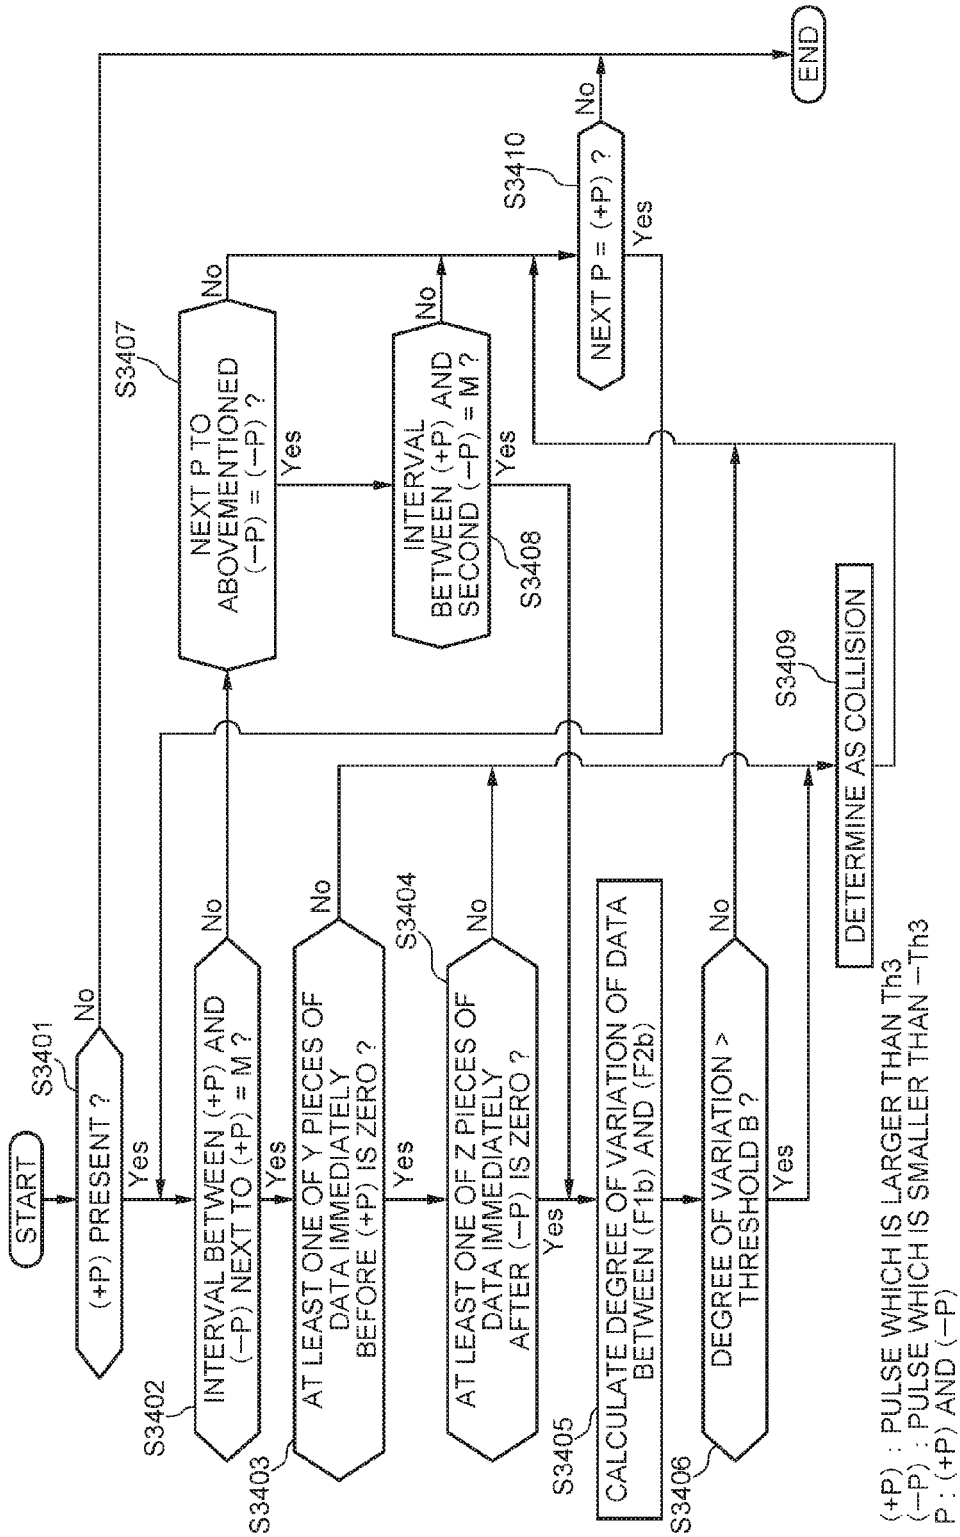 START
S3401
(+P) PRESENT ?
No
Yes
S3402
INTERVAL BETWEEN (+P) AND
(−P) NEXT TO (+P) = M ?
No
Yes
S3403
AT LEAST ONE OF Y PIECES OF
DATA IMMEDIATELY
BEFORE (+P) IS ZERO ?
No
Yes
S3404
AT LEAST ONE OF Z PIECES OF
DATA IMMEDIATELY
AFTER (−P) IS ZERO ?
No
Yes
S3405
CALCULATE DEGREE OF VARIATION OF DATA
BETWEEN (F1b) AND (F2b)
S3406
DEGREE OF VARIATION >
THRESHOLD B ?
No
Yes
S3407
NEXT P TO
ABOVEMENTIONED
(−P) = (−P) ?
No
Yes
INTERVAL
BETWEEN (+P) AND
SECOND (−P) = M ?
No
Yes
S3408
S3409
DETERMINE AS COLLISION
S3410
NEXT P = (+P) ?
No
Yes
END
(+P) : PULSE WHICH IS LARGER THAN Th3
(−P) : PULSE WHICH IS SMALLER THAN −Th3
P : (+P) AND (−P)